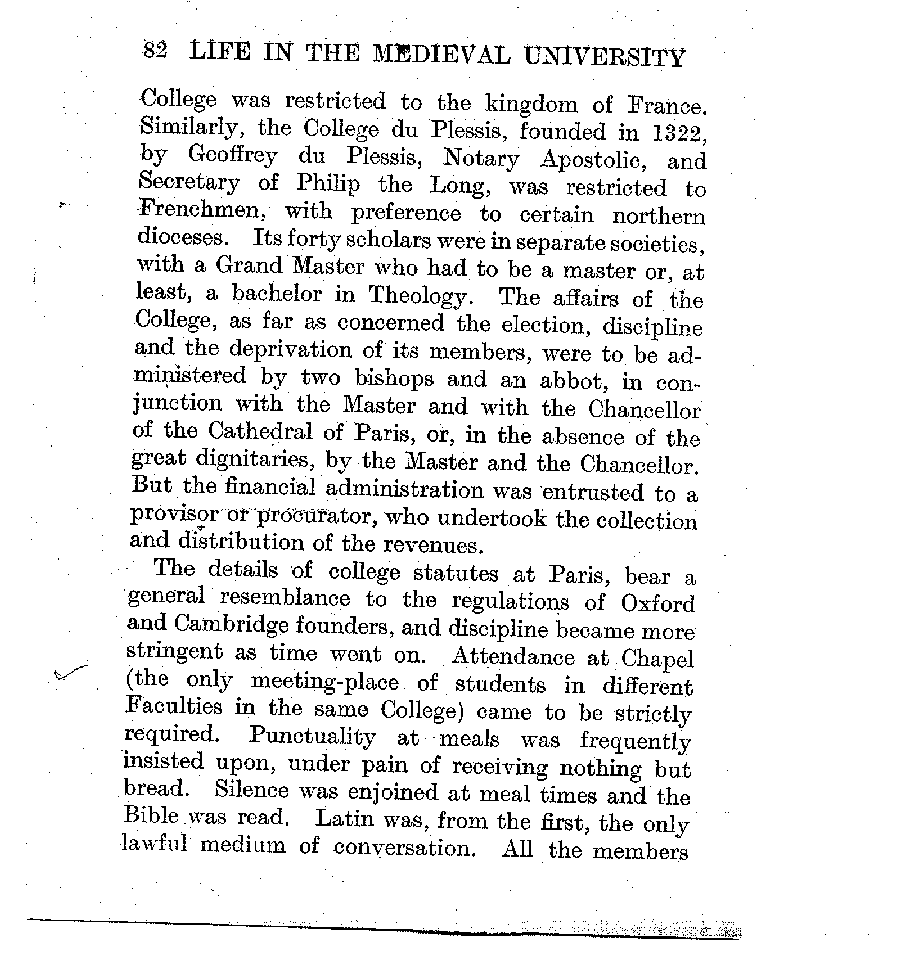 82 LIFE IN THE MEDIEVAL UNIVERSITY
College was restricted to the kingdom of France.
Similarly, the College du Plessis, founded in 1322,
by Geoffrey du Plessis, Notary Apostolic, and
Secretary of Philip the Long, was restricted to
Frenchmen, with preference to certain northern
dioceses. Its forty scholars were in separate societies,
with a Grand Master who had to be a master or, at
least, a bachelor in Theology. The affairs of the
College, as far as concerned the election, discipline
and the deprivation of its members, were to be ad-
ministered by two bishops and an abbot, in con-
junction with the Master and with the Chancellor
of the Cathedral of Paris, or, in the absence of the
great dignitaries, by the Master and the Chancellor.
But the financial administration was entrusted to a
provisor or procurator, who undertook the collection
and distribution of the revenues.
The details of college statutes at Paris, bear a
general resemblance to the regulations of Oxford
and Cambridge founders, and discipline became more
stringent as time went on. Attendance at Chapel
(the only meeting-place of students in different
Faculties in the same College) came to be strictly
required. Punctuality at meals was frequently
insisted upon, under pain of receiving nothing but
bread. Silence was enjoined at meal times and the
Bible was read. Latin was, from the first, the only
lawful medium of conversation. All the members